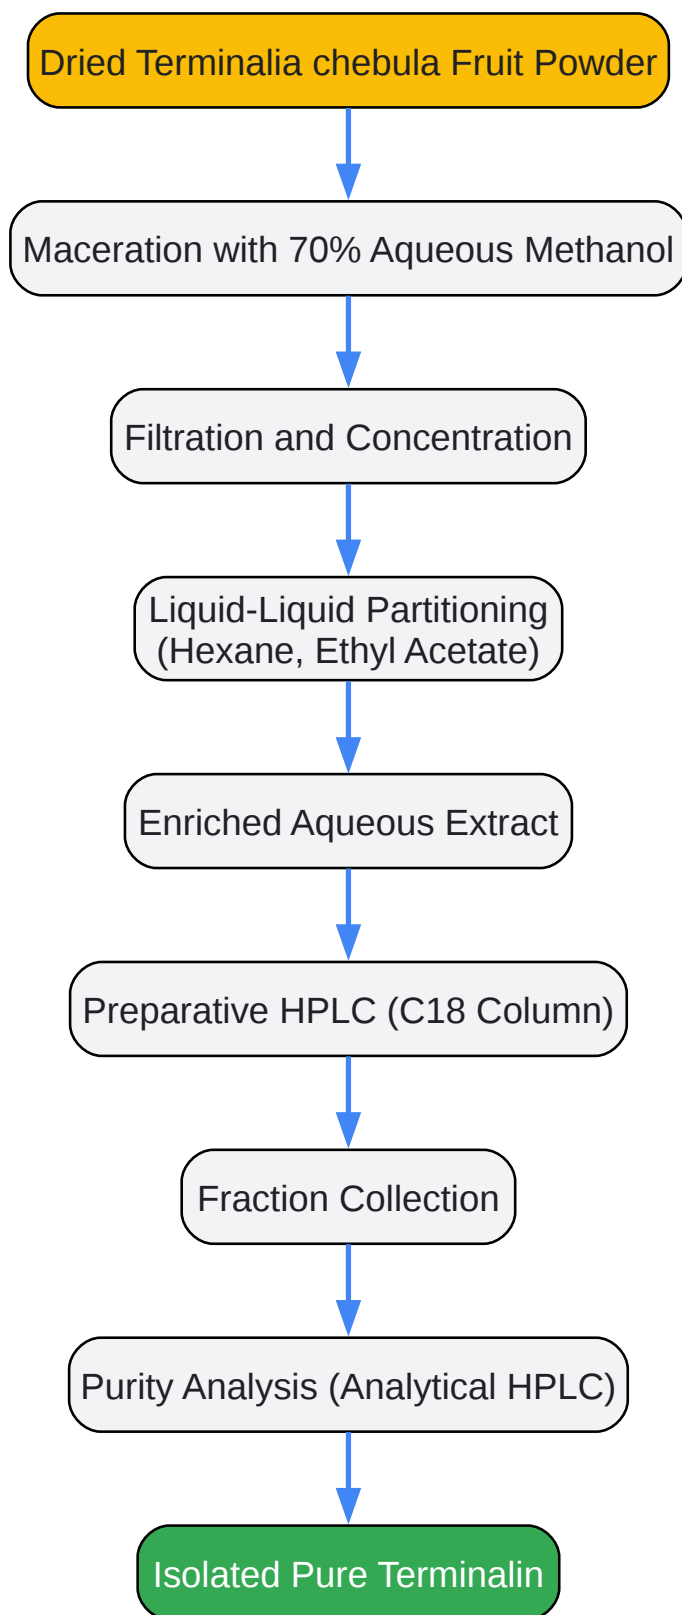 Dried Terminalia chebula Fruit Powder
Maceration with 70% Aqueous Methanol
Filtration and Concentration
Liquid-Liquid Partitioning
(Hexane, Ethyl Acetate)
Enriched Aqueous Extract
Preparative HPLC (C18 Column)
Fraction Collection
Purity Analysis (Analytical HPLC)
Isolated Pure Terminalin